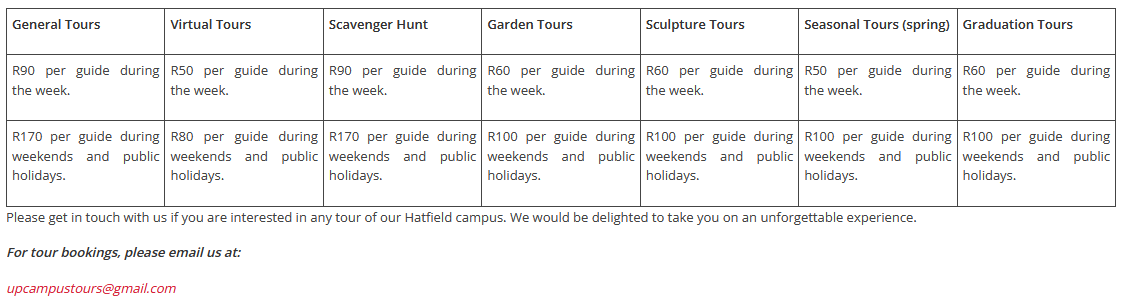 General Tours Virtual Tours Scavenger Hunt Garden Tours Sculpture Tours Seasonal Tours (spring) Graduation Tours
R90 per guide during R50 per guide during R90 per guide during R60 per guide during R60 per guide during R50 per guide during R60 per guide during
the week. the week. the week. the week. the week. the week. the week.
R170 per guide during R80 per guide during R170 per guide during R100 per guide during R100 per guide during R100 per guide during R100 per guide during
weekends and public weekends and public weekends and public weekends and public weekends and public weekends and public weekends and public
holidays. holidays. holidays. holidays. holidays. holidays. holidays.
Please get in touch with us if you are interested in any tour of our Hatfield campus. We would be delighted to take you on an unforgettable experience.
For tour bookings, please email us at:
upcampustours@gmail.com